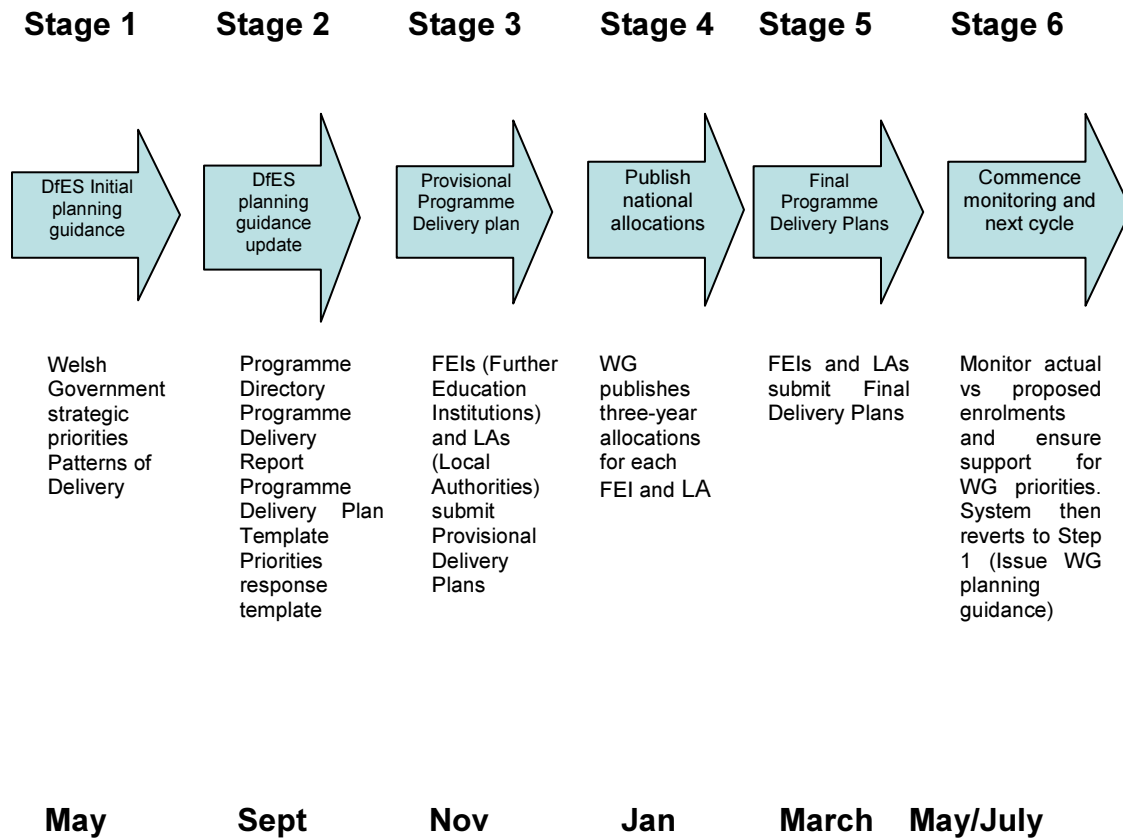 Stage 1
Stage 2
Stage 3
Stage 4
Stage 5
Stage 6
DfES Initial
planning
guidance
DfES
planning
guidance
update
Provisional
Programme
Delivery plan
Publish
national
allocations
Final
Programme
Delivery Plans
Commence
monitoring and
next cycle
Welsh
Government
strategic
priorities
Patterns of
Delivery
Programme
Directory
Programme
Delivery
Report
Programme
Delivery Plan
Template
Priorities
response
template
FEIs (Further
Education
Institutions)
and LAs
(Local
Authorities)
submit
Provisional
Delivery
Plans
WG
publishes
three-year
allocations
for each
FEI and LA
FEIs and LAs
submit Final
Delivery Plans
Monitor actual
vs proposed
enrolments
and ensure
support for
WG priorities.
System then
reverts to Step
1 (Issue WG
planning
guidance)
May
Sept
Nov
Jan
March
May/July